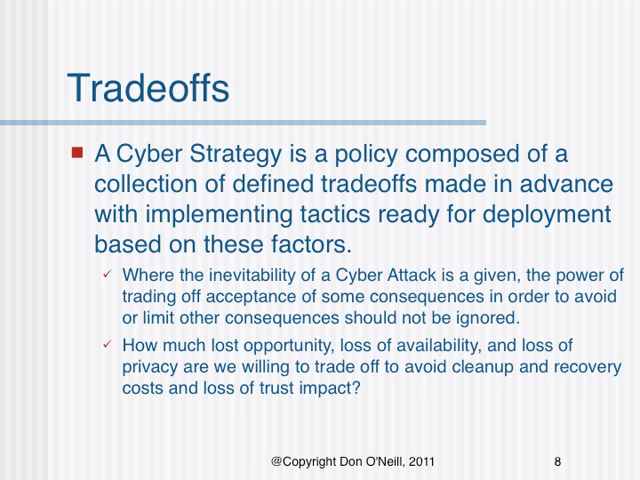 Tradeoffs
A Cyber Strategy is a policy composed of a
collection of defined tradeoffs made in advance
with implementing tactics ready for deployment
based on these factors.
Where the inevitability of a Cyber Attack is a given, the power of
trading off acceptance of some consequences in order to avoid
or limit other consequences should not be ignored.
How much lost opportunity, loss of availability, and loss of
privacy are we willing to trade off to avoid cleanup and recovery
costs and loss of trust impact?
@Copyright Don O'Neill, 2011
8